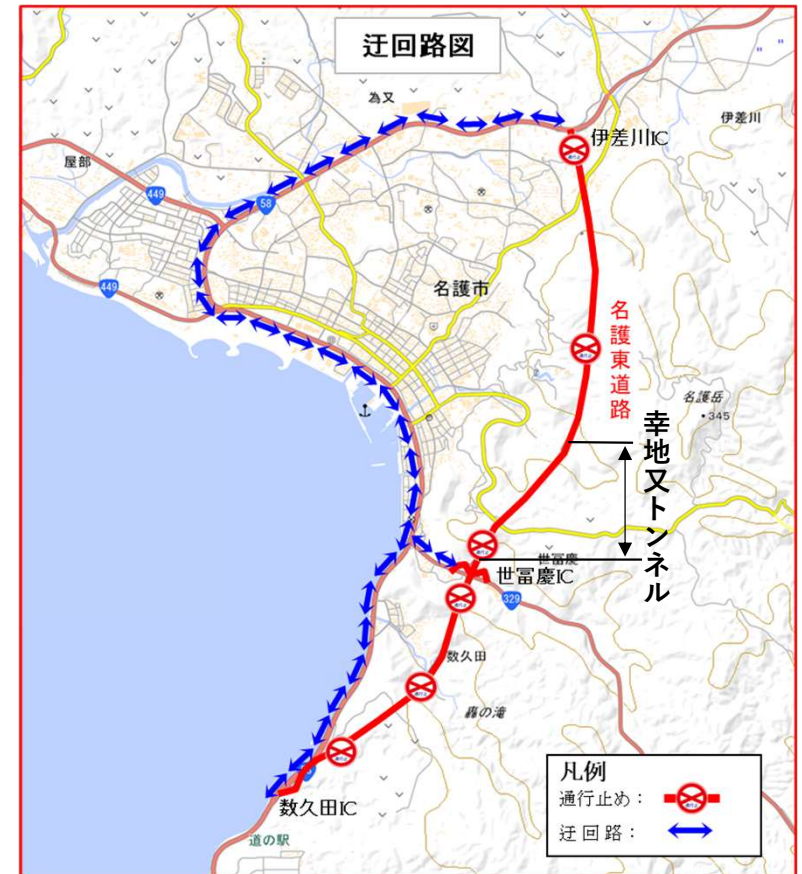 迂回路図
為又
伊差川
伊差川IC
屋部
449
58
449
名護市
名護東道路
名護岳
・345
幸地又トンネル
世冨慶
世冨慶IC
329
数久田
轟の滝
数久田IC
道の駅
凡例
通行止め：
迂回路：